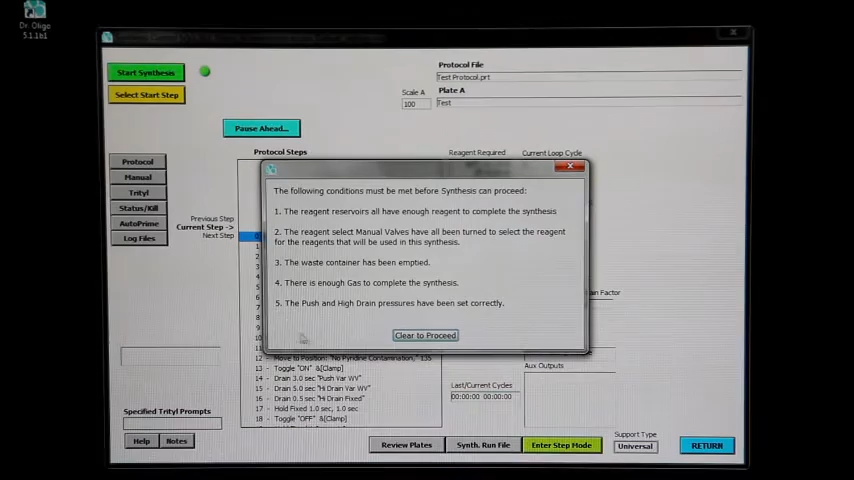 Dr. Oligo
5.1.1b1
Start Synthesis
Select Start Step
Protocol File
Test Protocol.prt
Scale A
Plate A
100
Test
Pause Ahead...
Protocol Steps
Reagent Required
Current Loop Cycle
Protocol
Manual
Trityl
Status/Kill
AutoPrime
Log Files
Previous Step
Current Step ->
Next Step
The following conditions must be met before Synthesis can proceed:
1. The reagent reservoirs all have enough reagent to complete the synthesis
2. The reagent select Manual Valves have all been turned to select the reagent
for the reagents that will be used in this synthesis.
3. The waste container has been emptied.
4. There is enough Gas to complete the synthesis.
5. The Push and High Drain pressures have been set correctly.
Clear to Proceed
ain Factor
12 - Move to Position: "No Pyridine Contamination," 135
13 - Toggle "ON" &[Clamp]
14 - Drain 3.0 sec "Push Var WV"
15 - Drain 5.0 sec "Hi Drain Var WV"
16 - Drain 0.5 sec "Hi Drain Fixed"
17 - Hold Fixed 1.0 sec, 1.0 sec
18 - Toggle "OFF" &[Clamp]
Aux Outputs
Last/Current Cycles
00:00:00 00:00:00
Specified Trityl Prompts
Help
Notes
Review Plates
Synth. Run File
Enter Step Mode
Support Type
Universal
RETURN